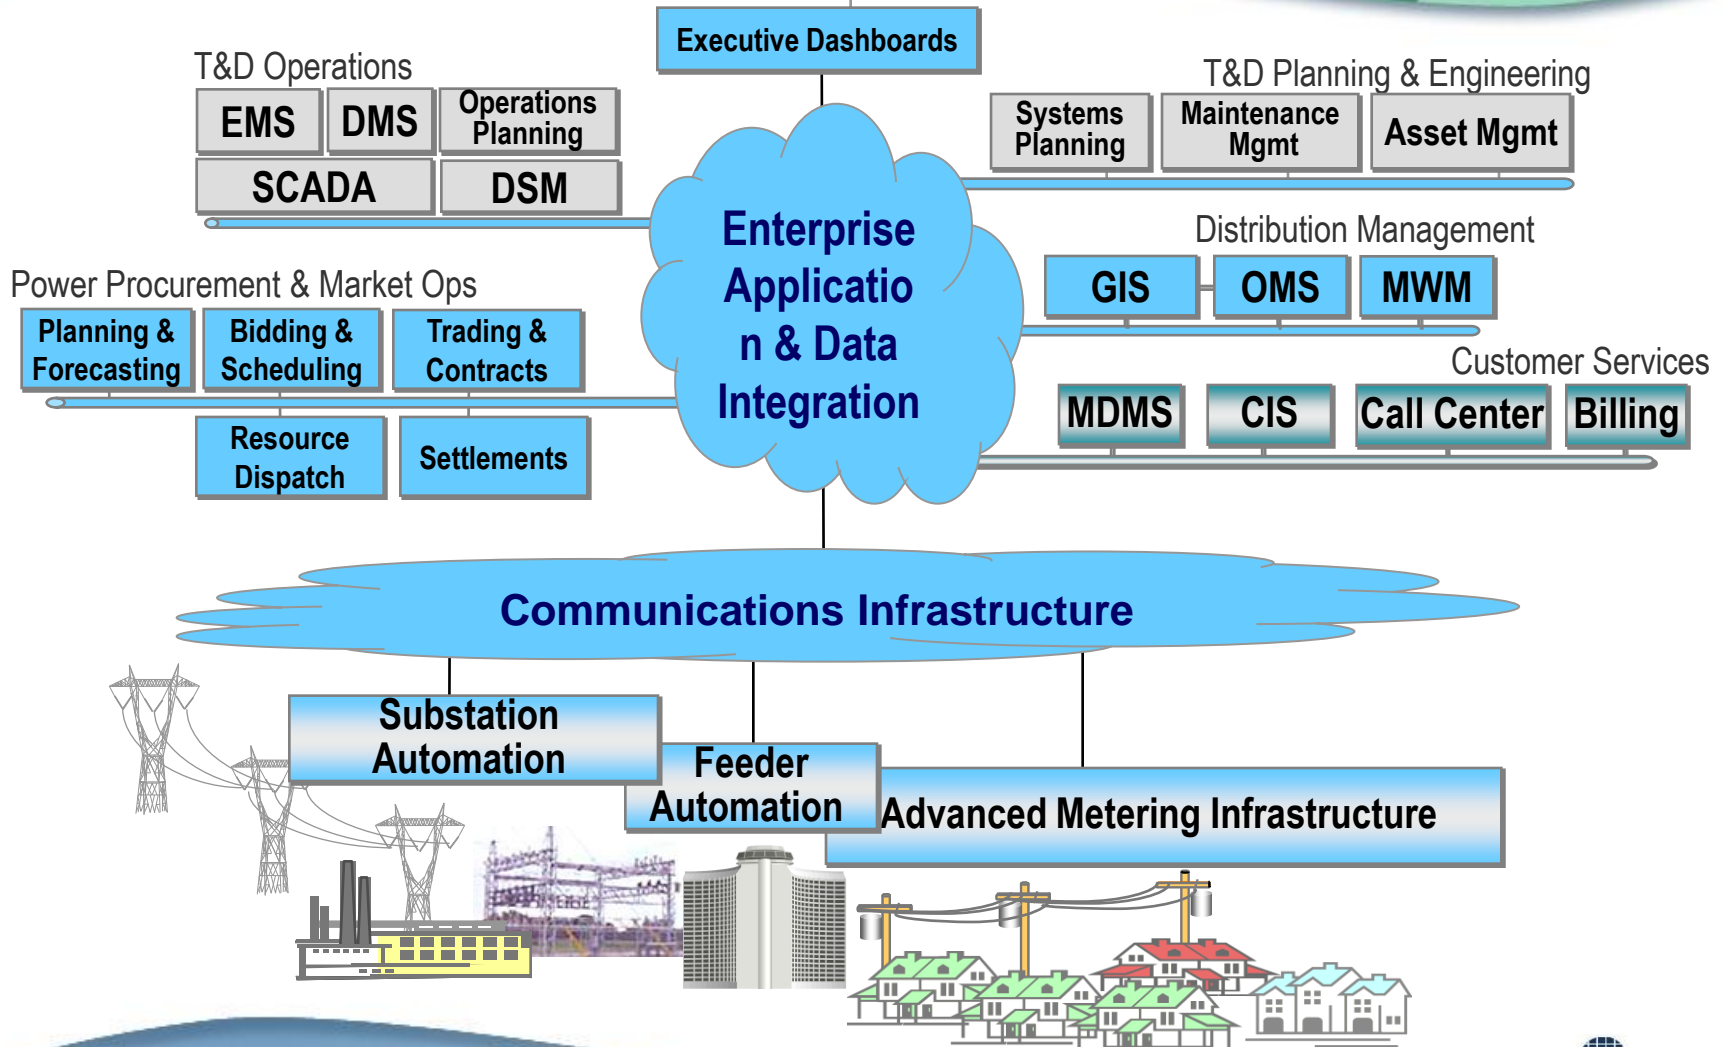 Executive Dashboards
T&D Operations
EMS
DMS
Operations
Planning
SCADA
DSM
T&D Planning & Engineering
Systems
Planning
Maintenance
Mgmt
Asset Mgmt
Enterprise
Applicatio
n & Data
Integration
Distribution Management
GIS
OMS
MWM
Power Procurement & Market Ops
Planning &
Forecasting
Bidding &
Scheduling
Trading &
Contracts
Resource
Dispatch
Settlements
Customer Services
MDMS
CIS
Call Center
Billing
Communications Infrastructure
Substation
Automation
Feeder
Automation
Advanced Metering Infrastructure